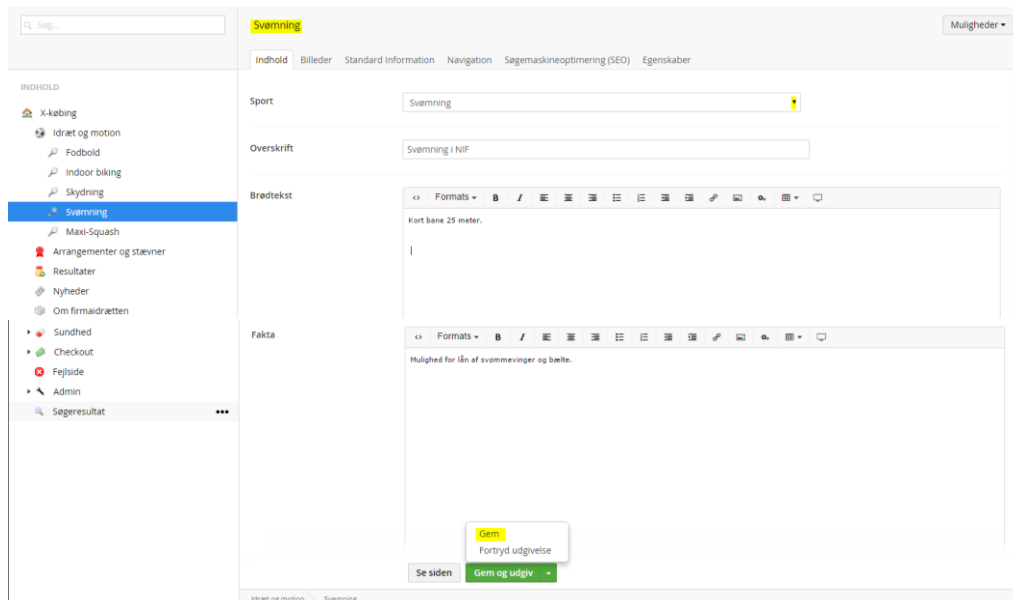 Søg...
Svømning
Muligheder
Indhold Billeder Standard Information Navigation Søgemaskineoptimering (SEO) Egenskaber
INDHOLD
X-købing
Idræt og motion
Fodbold
Indoor biking
Skydning
Svømning
Maxi-Squash
Arrangementer og stævner
Resultater
Nyheder
Om firmaidrætten
Sundhed
Checkout
Fejlside
Admin
Søgeresultat
Sport
Svømning
Overskrift
Svømning i NIF
Brødtekst
Formats B I
Kort bane 25 meter.
Fakta
Formats B I
Mulighed for lån af svømmevinger og bælte.
Gem
Fortryd udgivelse
Se siden Gem og udgiv
Idræt og motion Svømning